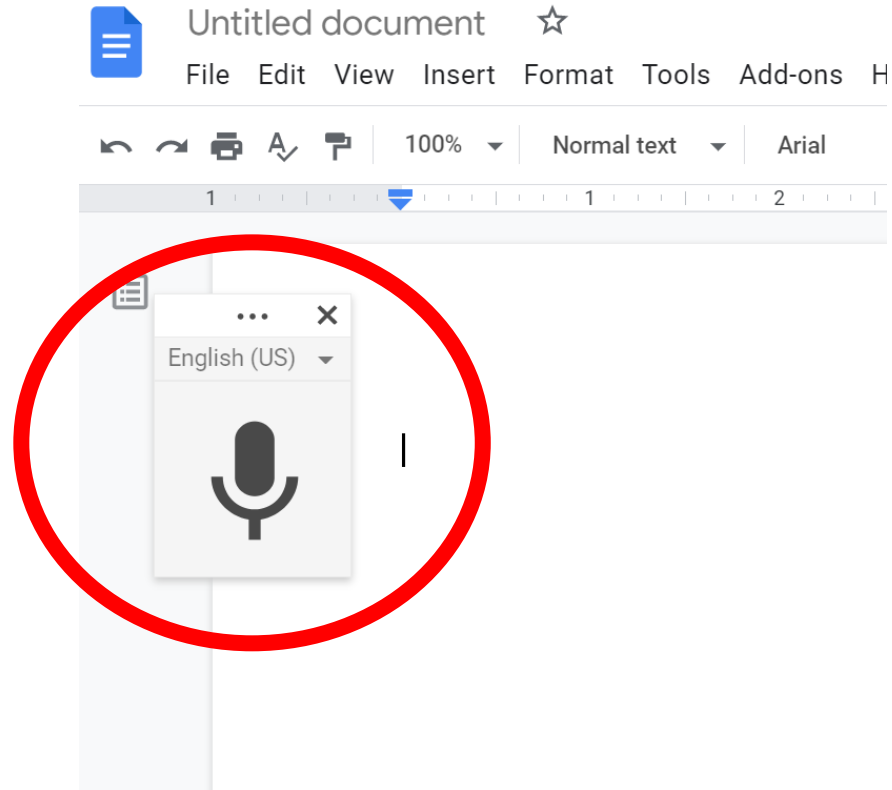 Untitled document
File Edit View Insert Format Tools Add-ons H
100% Normal text Arial
1 1 2
English (US)